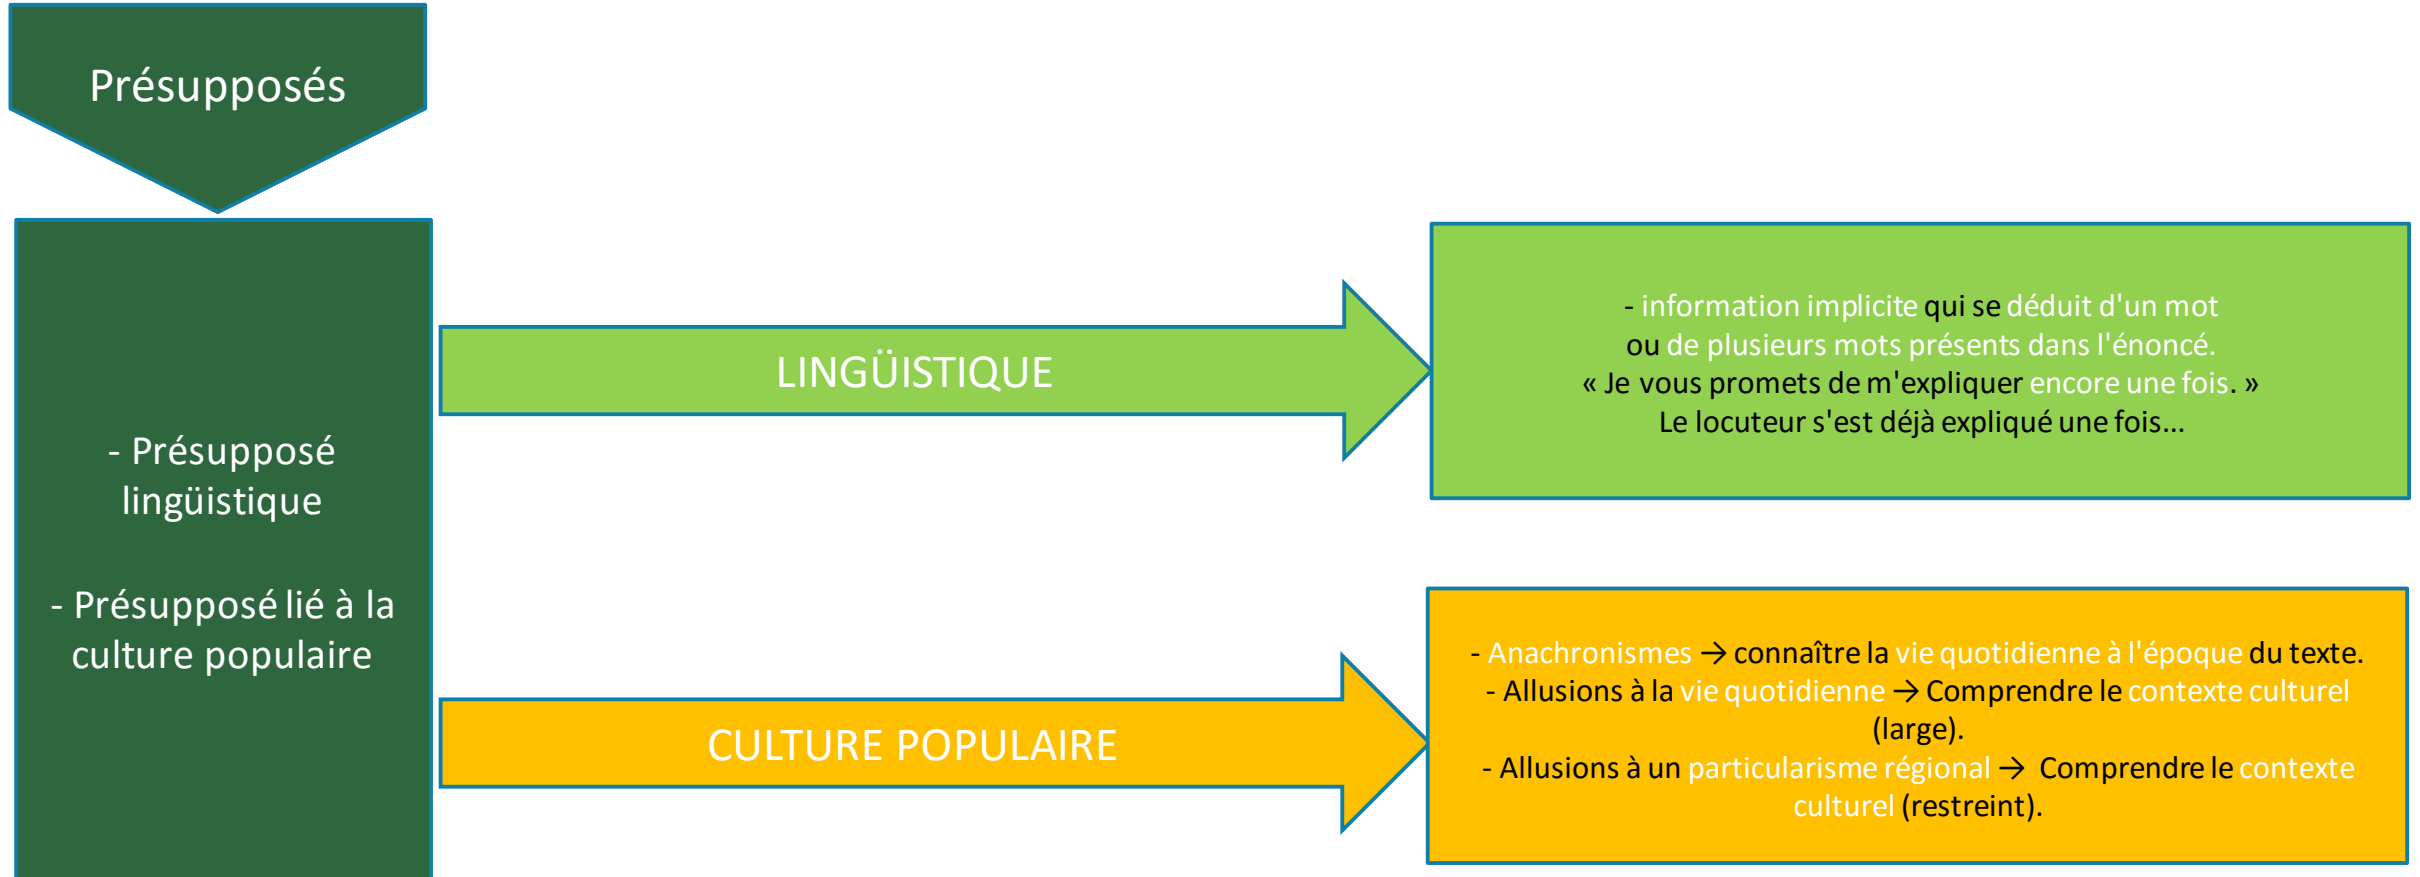 Présupposés
- Présupposé
lingüistique
- Présupposé lié à la
culture populaire
LINGÜISTIQUE
- information implicite qui se déduit d'un mot
ou de plusieurs mots présents dans l'énoncé.
« Je vous promets de m'expliquer encore une fois. »
Le locuteur s'est déjà expliqué une fois...
CULTURE POPULAIRE
- Anachronismes → connaître la vie quotidienne à l'époque du texte.
- Allusions à la vie quotidienne → Comprendre le contexte culturel
(large).
- Allusions à un particularisme régional → Comprendre le contexte
culturel (restreint).